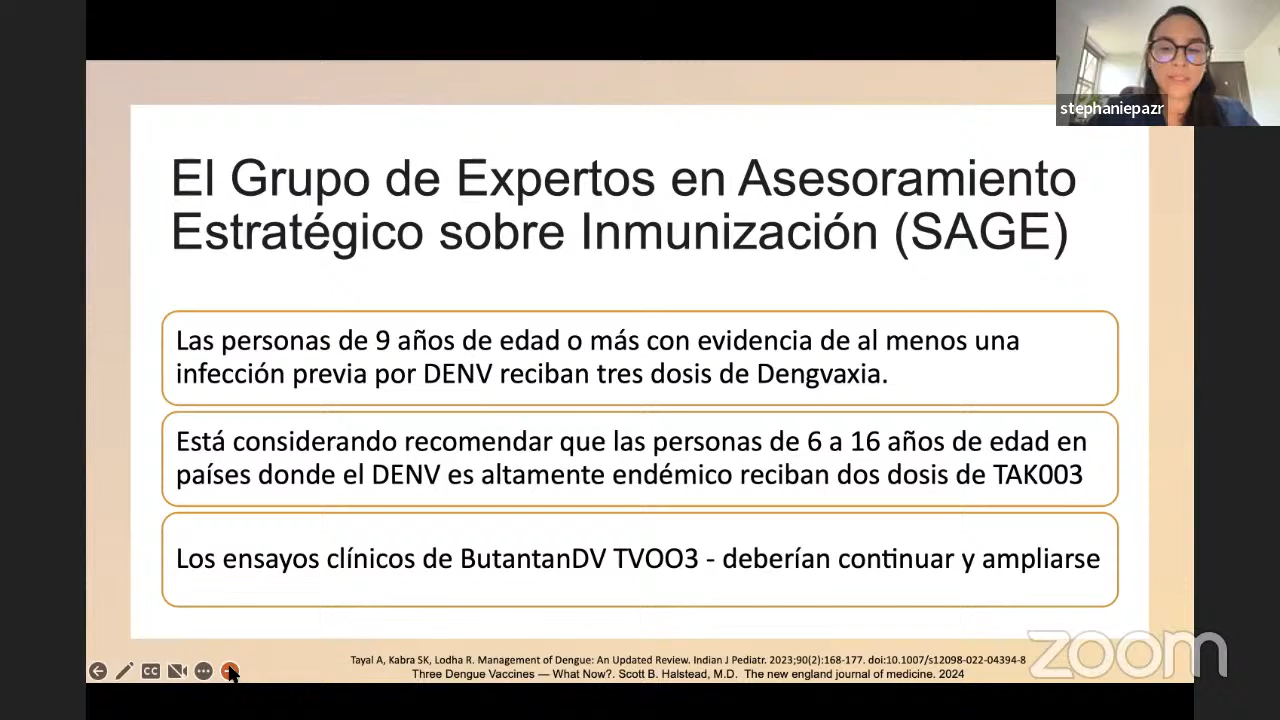 stephaniepazr
El Grupo de Expertos en Asesoramiento
Estratégico sobre Inmunización (SAGE)
Las personas de 9 años de edad o más con evidencia de al menos una
infección previa por DENV reciban tres dosis de Dengvaxia.
Está considerando recomendar que las personas de 6 a 16 años de edad en
países donde el DENV es altamente endémico reciban dos dosis de TAK003
Los ensayos clínicos de ButantanDV TVOO3 - deberían continuar y ampliarse
CC
Tayal A, Kabra SK, Lodha R. Management of Dengue: An Updated Review. Indian J Pediatr. 2023;90(2):168-177. doi:10.1007/s12098-022-04394-8
Three Dengue Vaccines — What Now?. Scott B. Halstead, M.D. The new england journal of medicine. 2024
zoom